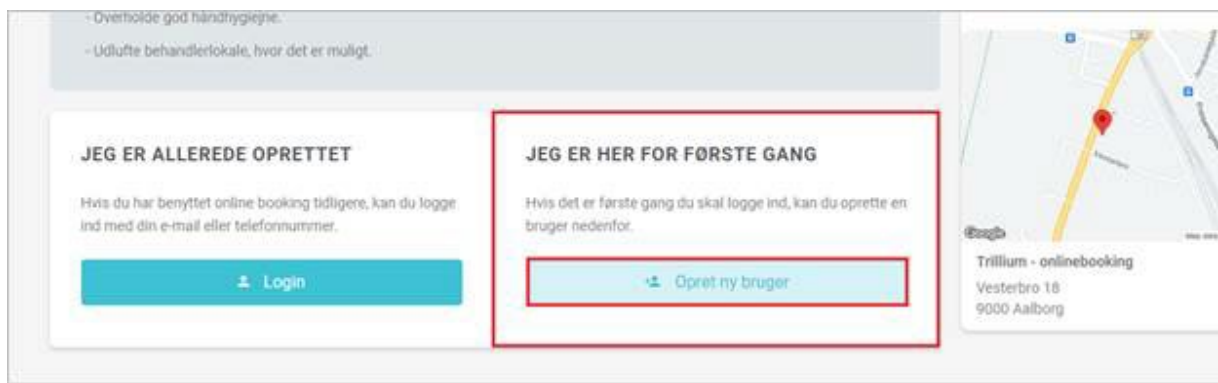 - Overholde god håndhygiejne.
- Udlufte behandlerlokale, hvor det er muligt.
JEG ER ALLEREDE OPRETTET
Hvis du har benyttet online booking tidligere, kan du logge
ind med din e-mail eller telefonnummer.
Login
JEG ER HER FOR FØRSTE GANG
Hvis det er første gang du skal logge ind, kan du oprette en
bruger nedenfor.
Opret ny bruger
Google
Trillium - onlinebooking
Vesterbro 18
9000 Aalborg